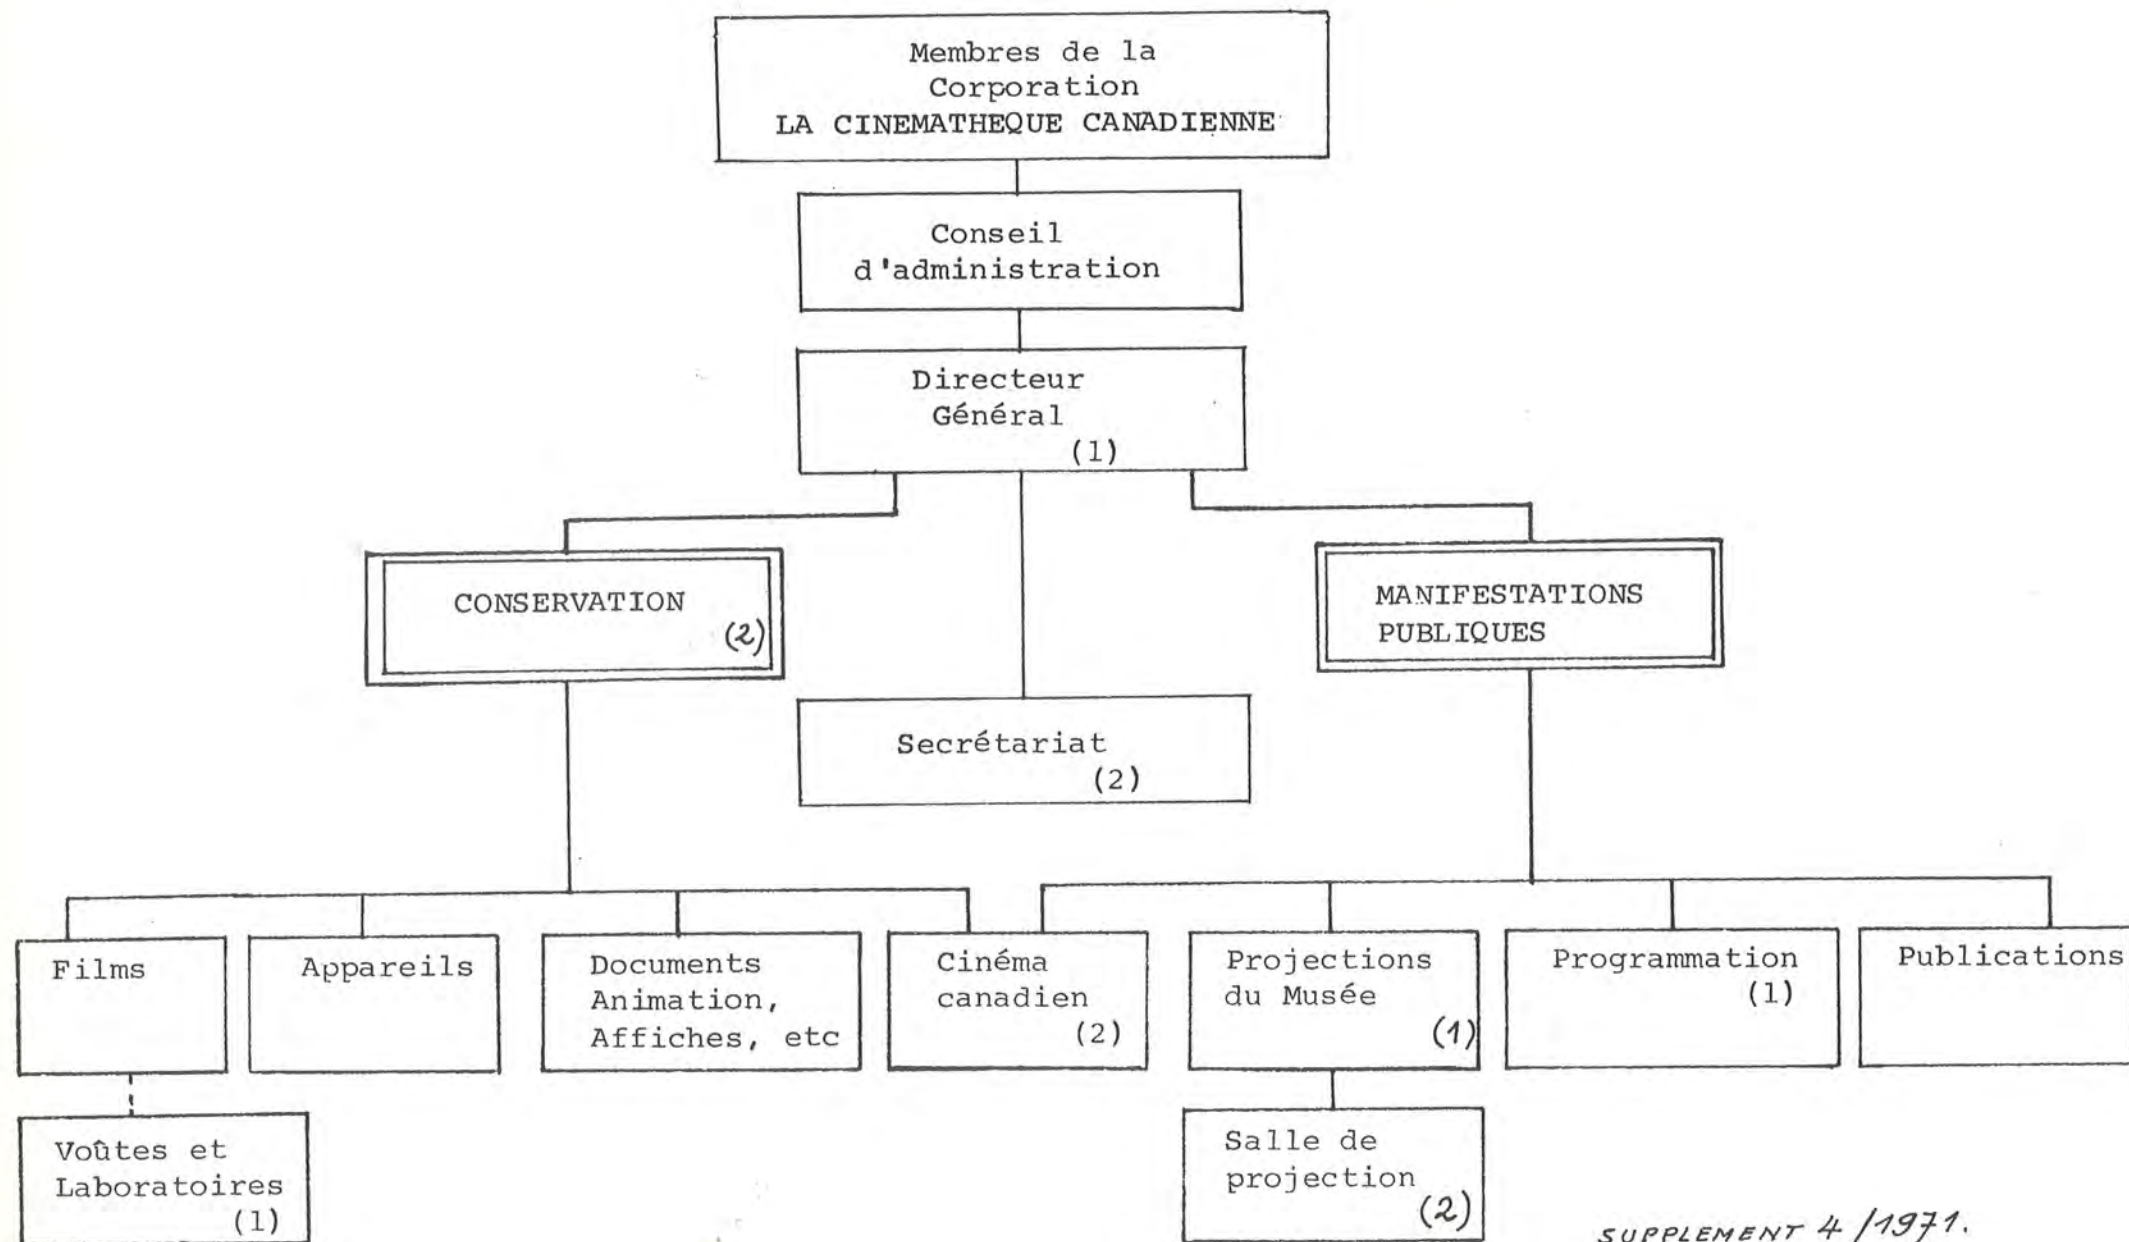 Membres de la
Corporation
LA CINEMATHEQUE CANADIENNE
Conseil
d'administration
Directeur
Général
(1)
CONSERVATION
(2)
MANIFESTATIONS
PUBLIQUES
Secrétariat
(2)
Films
Appareils
Documents
Animation,
Affiches, etc
Cinéma
canadien
(2)
Projections
du Musée
(1)
Programmation
(1)
Publications
Voûtes et
Laboratoires
(1)
Salle de
projection
(2)
SUPPLEMENT 4/1971.